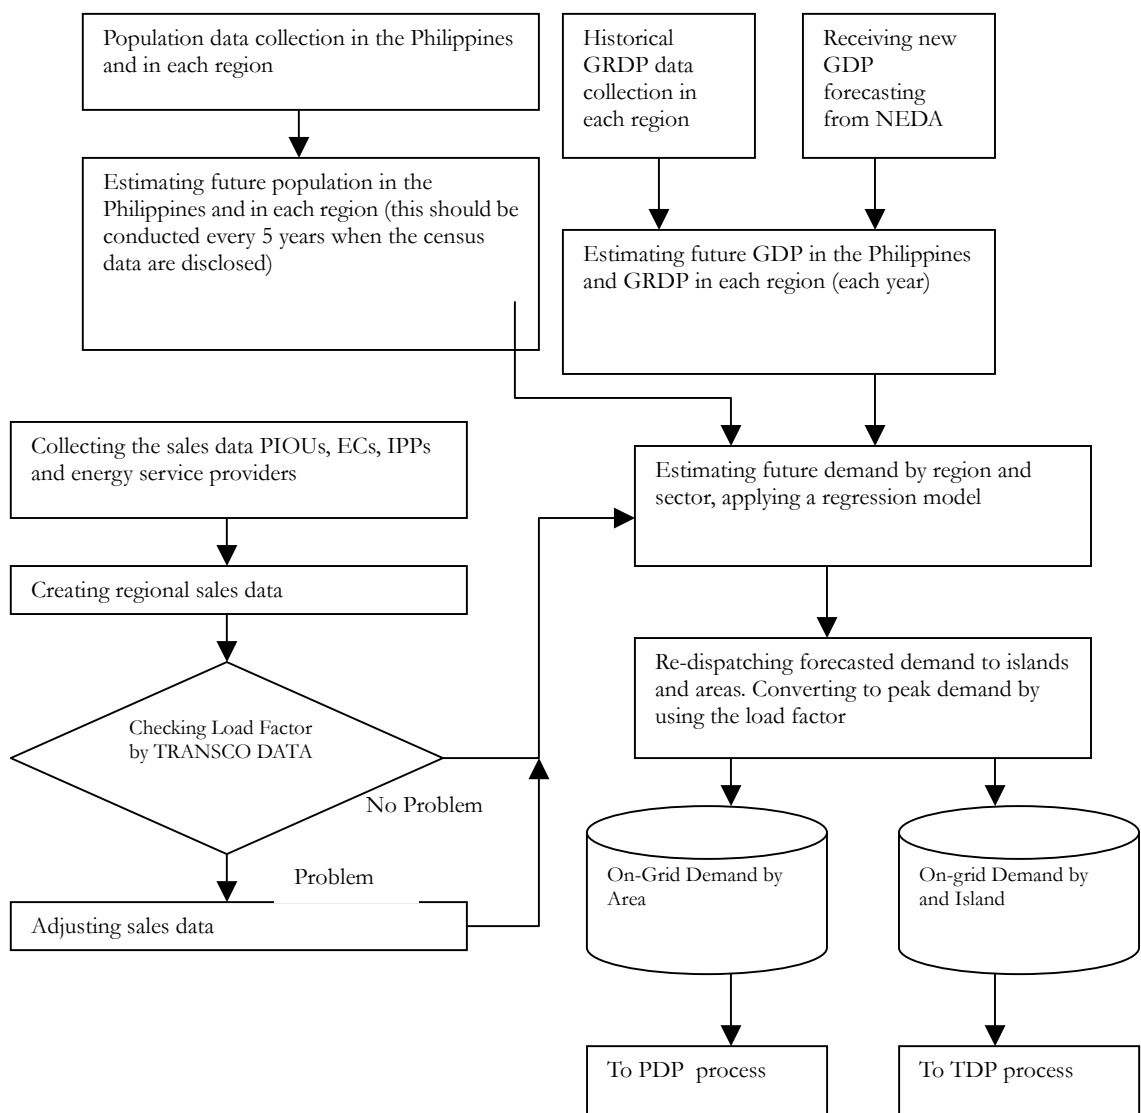 Population data collection in the Philippines
and in each region
Historical
GRDP data
collection in
each region
Receiving new
GDP
forecasting
from NEDA
Estimating future population in the
Philippines and in each region (this should be
conducted every 5 years when the census
data are disclosed)
Estimating future GDP in the Philippines
and GRDP in each region (each year)
Collecting the sales data PIOUs, ECs, IPPs
and energy service providers
Estimating future demand by region and
sector, applying a regression model
Creating regional sales data
Re-dispatching forecasted demand to islands
and areas. Converting to peak demand by
using the load factor
Checking Load Factor
by TRANSCO DATA
No Problem
Problem
Adjusting sales data
On-Grid Demand by
Area
On-grid Demand by
and Island
To PDP  process
To TDP process